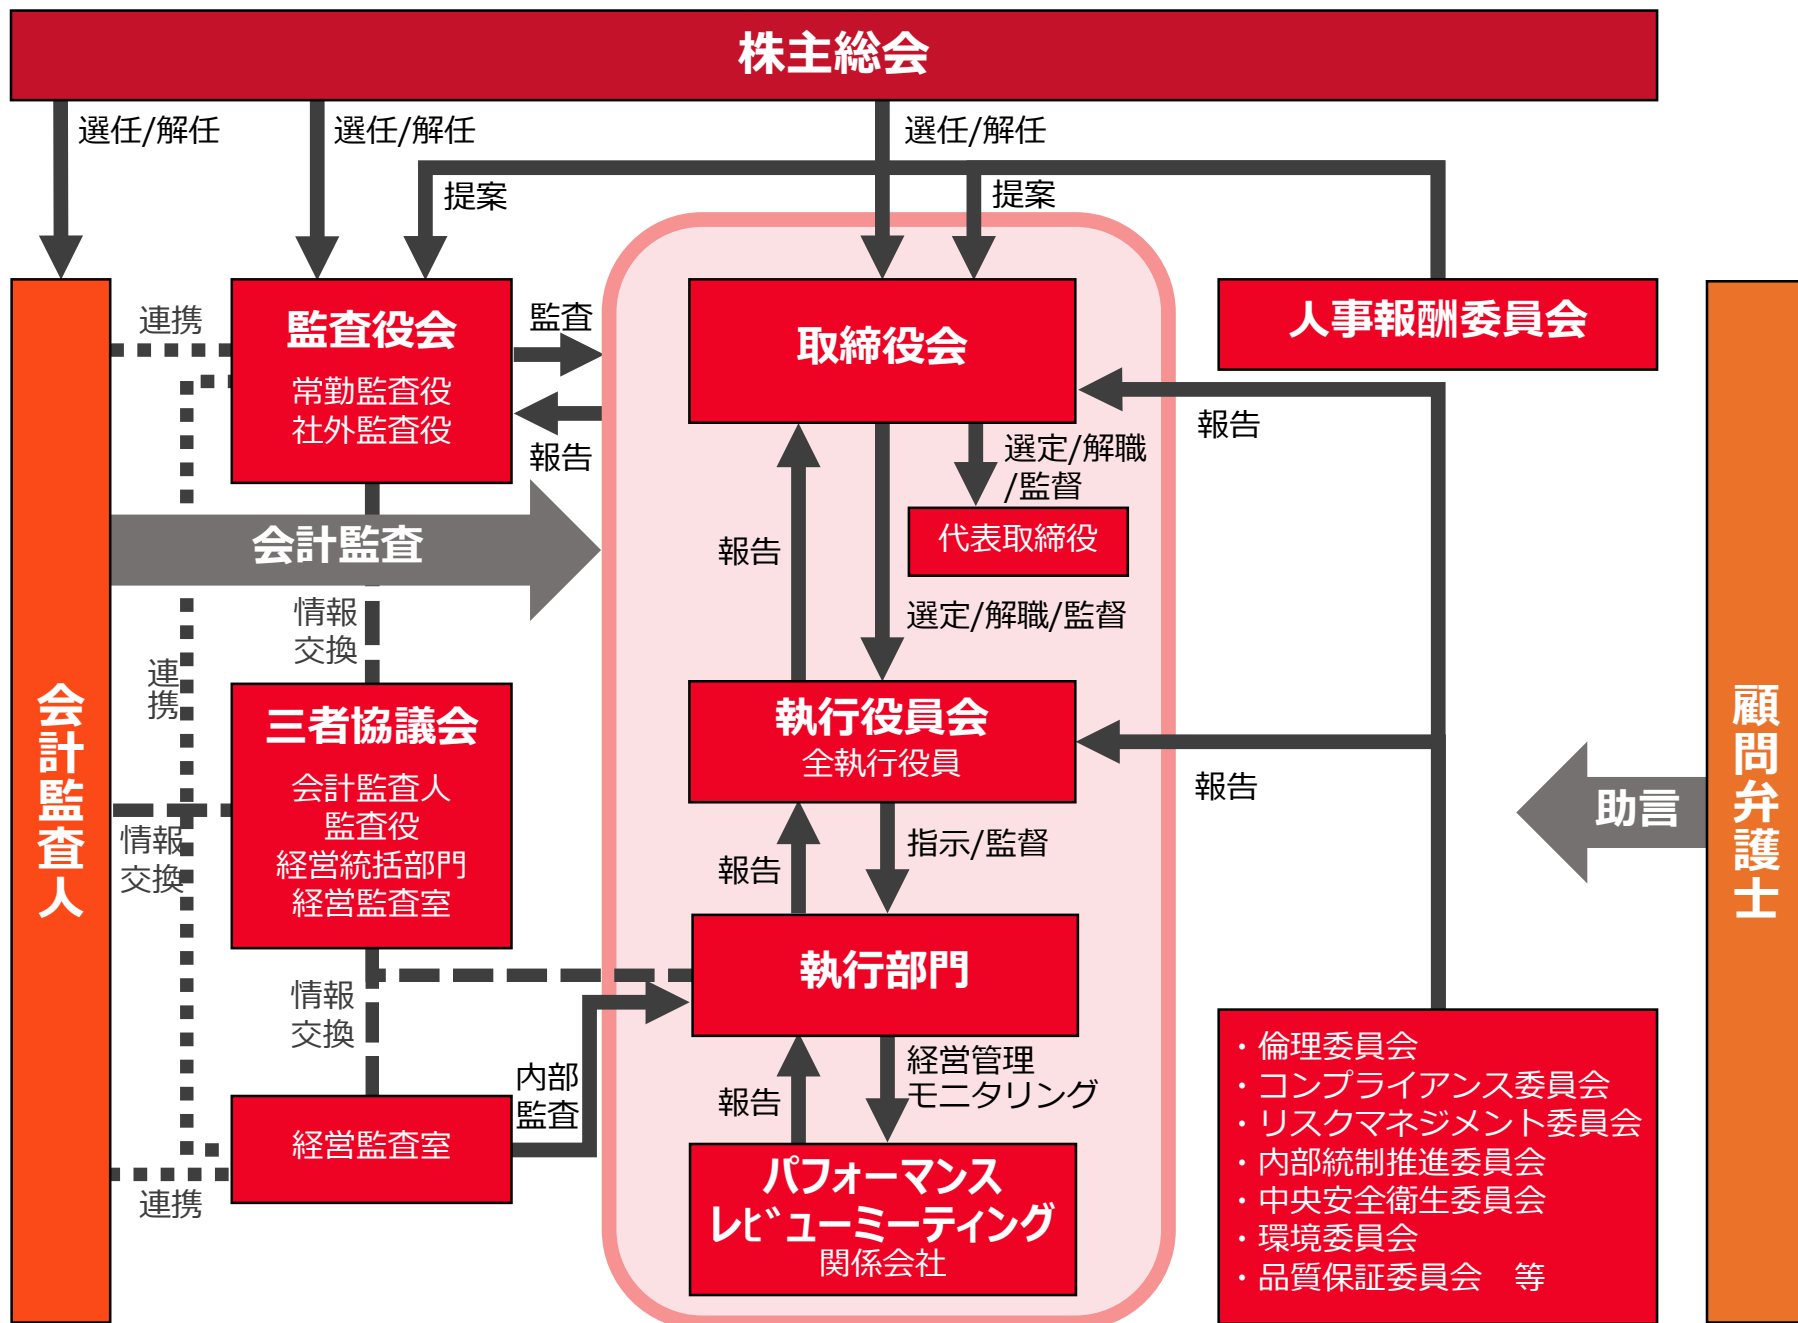 株主総会
選任/解任
選任/解任
選任/解任
提案
提案
連携
監査役会
常勤監査役
社外監査役
監査
報告
取締役会
人事報酬委員会
報告
選定/解職
/監督
代表取締役
会計監査
報告
選定/解職/監督
情報
交換
連
携
会計監査人
三者協議会
会計監査人
監査役
経営統括部門
経営監査室
情報
交換
執行役員会
全執行役員
報告
顧問弁護士
助言
報告
指示/監督
執行部門
情報
交換
内部
監査
経営監査室
連携
報告
経営管理
モニタリング
パフォーマンス
レビューミーティング
関係会社
・倫理委員会
・コンプライアンス委員会
・リスクマネジメント委員会
・内部統制推進委員会
・中央安全衛生委員会
・環境委員会
・品質保証委員会　等